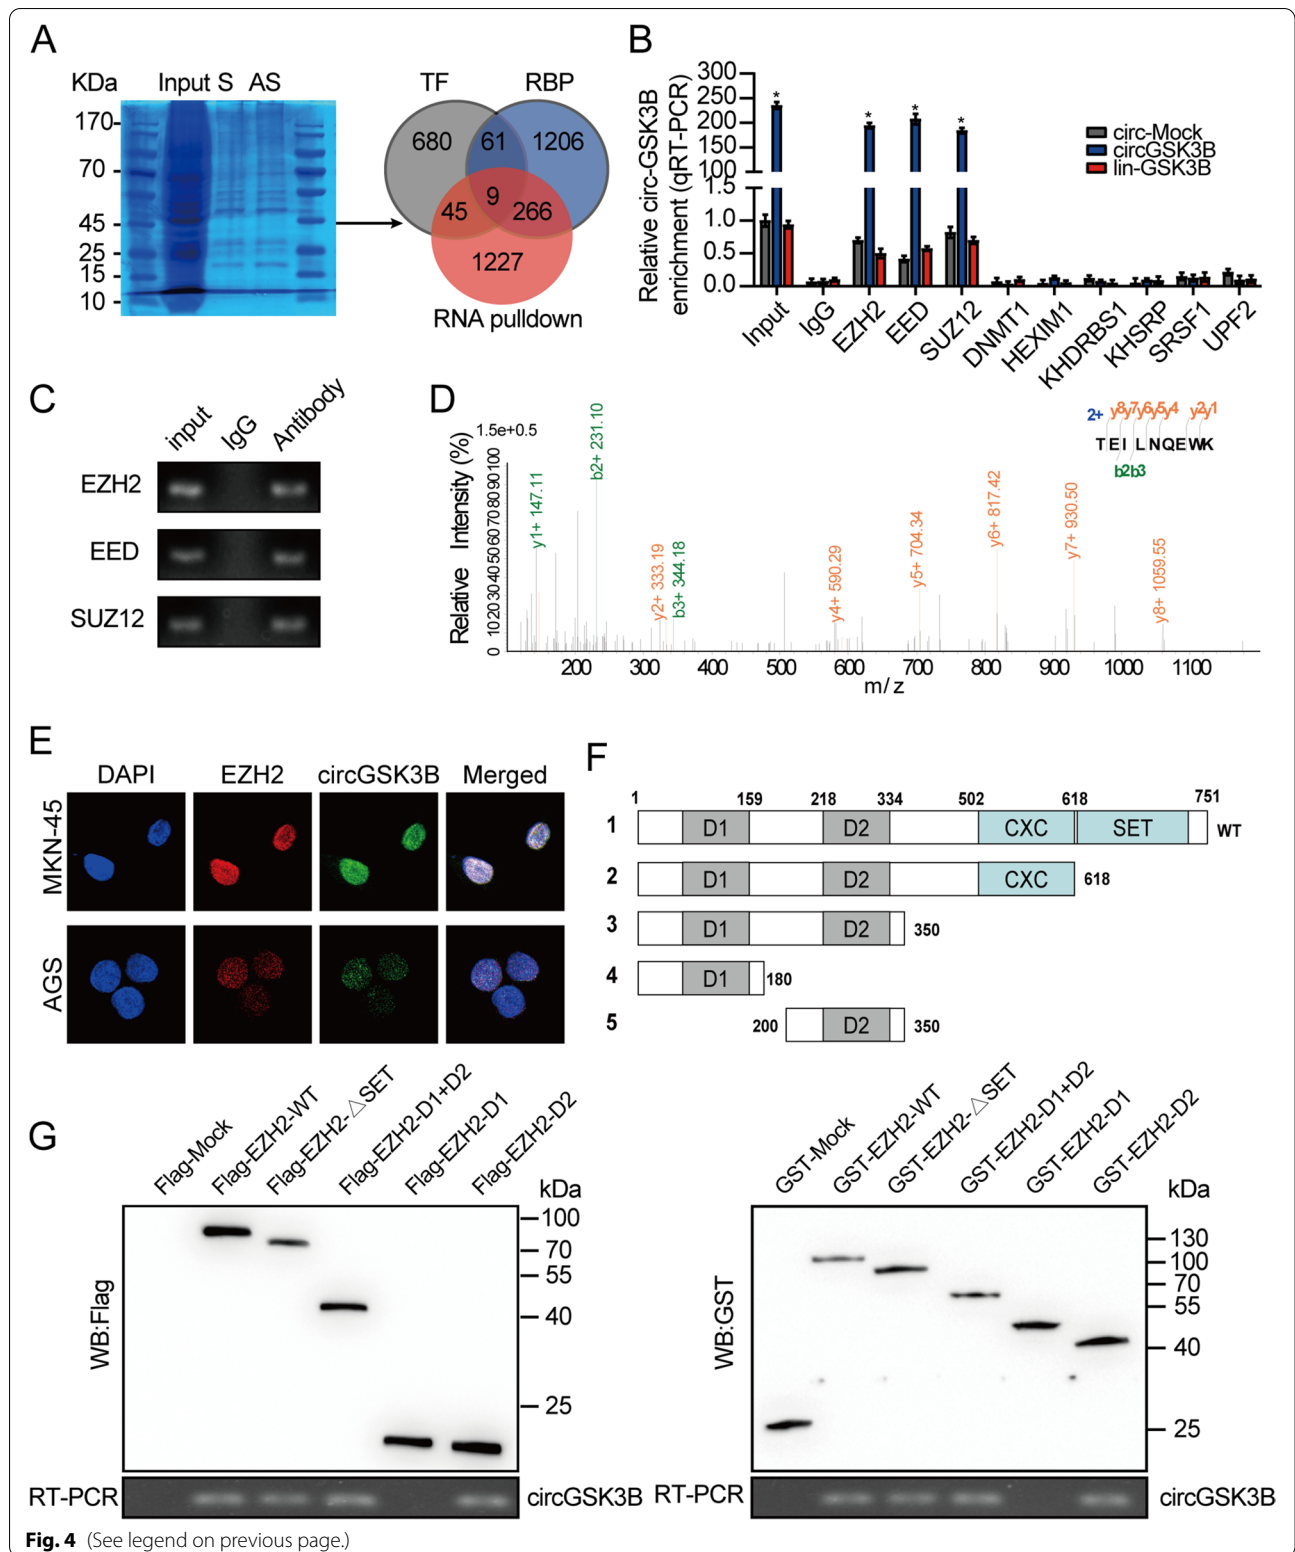 A
KDa Input S AS
170
70
45
25
15
10
TF RBP
680 61 1206
9
45 266
1227
RNA pulldown
B
Relative circ-GSK3B
enrichment (qRT-PCR)
300
250
200
150
100
1.5
1.0
0.5
0.0
* * * *
circ-Mock
circGSK3B
lin-GSK3B
Input IgG EZH2 EED SUZ12 DNMT1 HEXIM1 KHDRBS1 KHSRP SRSF1 UPF2
C
input IgG Antibody
EZH2
EED
SUZ12
D
1.5e+0.5
Relative Intensity (%)
0 10 20 30 40 50 60 70 80 90 100
y1+ 147.11
b2+ 231.10
y2+ 333.19
b3+ 344.18
y4+ 590.29
y5+ 704.34
y6+ 817.42
y7+ 930.50
y8+ 1059.55
2+ y8y7y6y5y4 y2y1
TEILNQEWK
b2b3
200 300 400 500 600 700 800 900 1000 1100
m/z
E
DAPI EZH2 circGSK3B Merged
MKN-45
AGS
F
1 159 218 334 502 618 751
1 D1 D2 CXC SET WT
2 D1 D2 CXC 618
3 D1 D2 350
4 D1 180
5 200 D2 350
G
Flag-Mock Flag-EZH2-WT Flag-EZH2-△SET Flag-EZH2-D1+D2 Flag-EZH2-D1 Flag-EZH2-D2
kDa
100
70
55
40
25
WB:Flag
RT-PCR circGSK3B
GST-Mock GST-EZH2-WT GST-EZH2-△SET GST-EZH2-D1+D2 GST-EZH2-D1 GST-EZH2-D2
kDa
130
100
70
55
40
25
WB:GST
RT-PCR circGSK3B
Fig. 4 (See legend on previous page.)